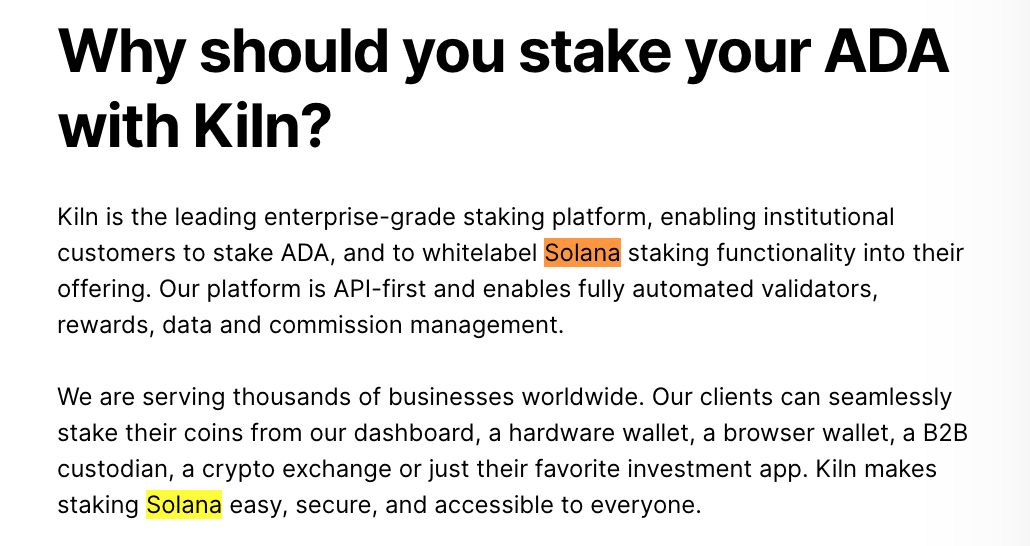 Why should you stake your ADA
with Kiln?
Kiln is the leading enterprise-grade staking platform, enabling institutional
customers to stake ADA, and to whitelabel Solana staking functionality into their
offering. Our platform is API-first and enables fully automated validators,
rewards, data and commission management.
We are serving thousands of businesses worldwide. Our clients can seamlessly
stake their coins from our dashboard, a hardware wallet, a browser wallet, a B2B
custodian, a crypto exchange or just their favorite investment app. Kiln makes
staking Solana easy, secure, and accessible to everyone.